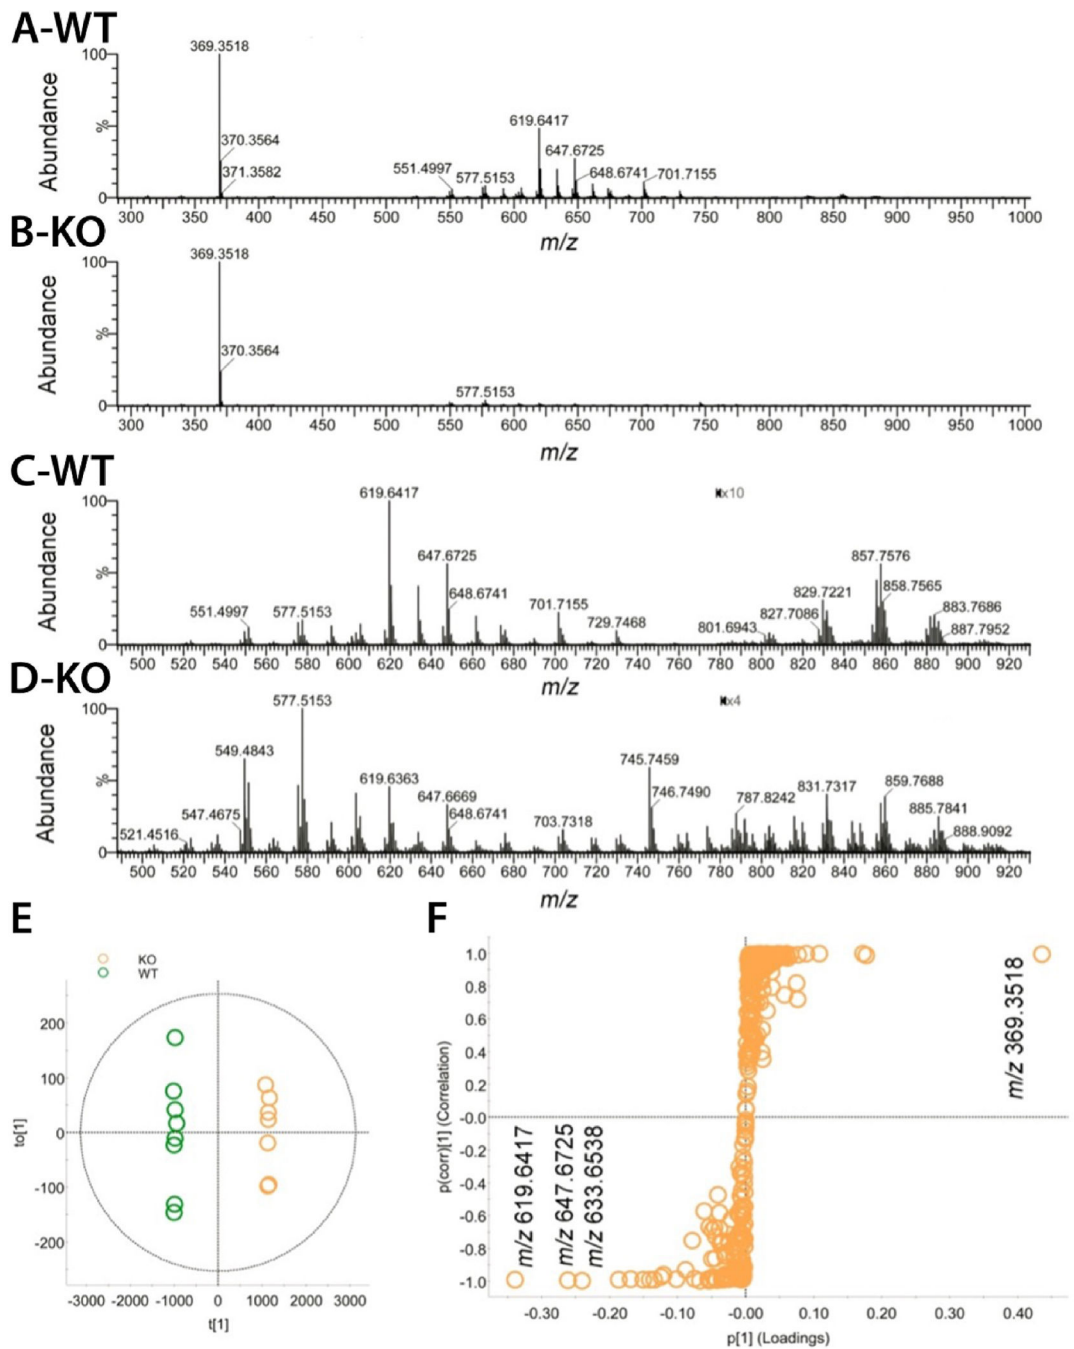 A-WT
369.3518
100
Abundance
%
370.3564
371.3582
619.6417
647.6725
551.4997
577.5153
648.6741
701.7155
0
300 350 400 450 500 550 600 650 700 750 800 850 900 950 1000
m/z
B-KO
369.3518
100
Abundance
%
370.3564
577.5153
0
300 350 400 450 500 550 600 650 700 750 800 850 900 950 1000
m/z
C-WT
619.6417
x10
100
Abundance
%
647.6725
857.7576
648.6741
829.7221
858.7565
551.4997
577.5153
701.7155
827.7086
883.7686
729.7468
801.6943
887.7952
0
500 520 540 560 580 600 620 640 660 680 700 720 740 760 780 800 820 840 860 880 900 920
m/z
D-KO
577.5153
x4
100
Abundance
%
549.4843
745.7459
619.6363
831.7317
859.7688
647.6669
746.7490
787.8242
547.4675
648.6741
885.7841
521.4516
703.7318
888.9092
0
500 520 540 560 580 600 620 640 660 680 700 720 740 760 780 800 820 840 860 880 900 920
m/z
E
KO
WT
200
100
0
-100
-200
to[1]
-3000 -2000 -1000 0 1000 2000 3000
t[1]
F
1.0
0.8
0.6
0.4
0.2
-0.0
-0.2
-0.4
-0.6
-0.8
-1.0
p(corr)[1] (Correlation)
m/z 369.3518
m/z 619.6417
m/z 647.6725
m/z 633.6538
-0.30 -0.20 -0.10 -0.00 0.10 0.20 0.30 0.40
p[1] (Loadings)